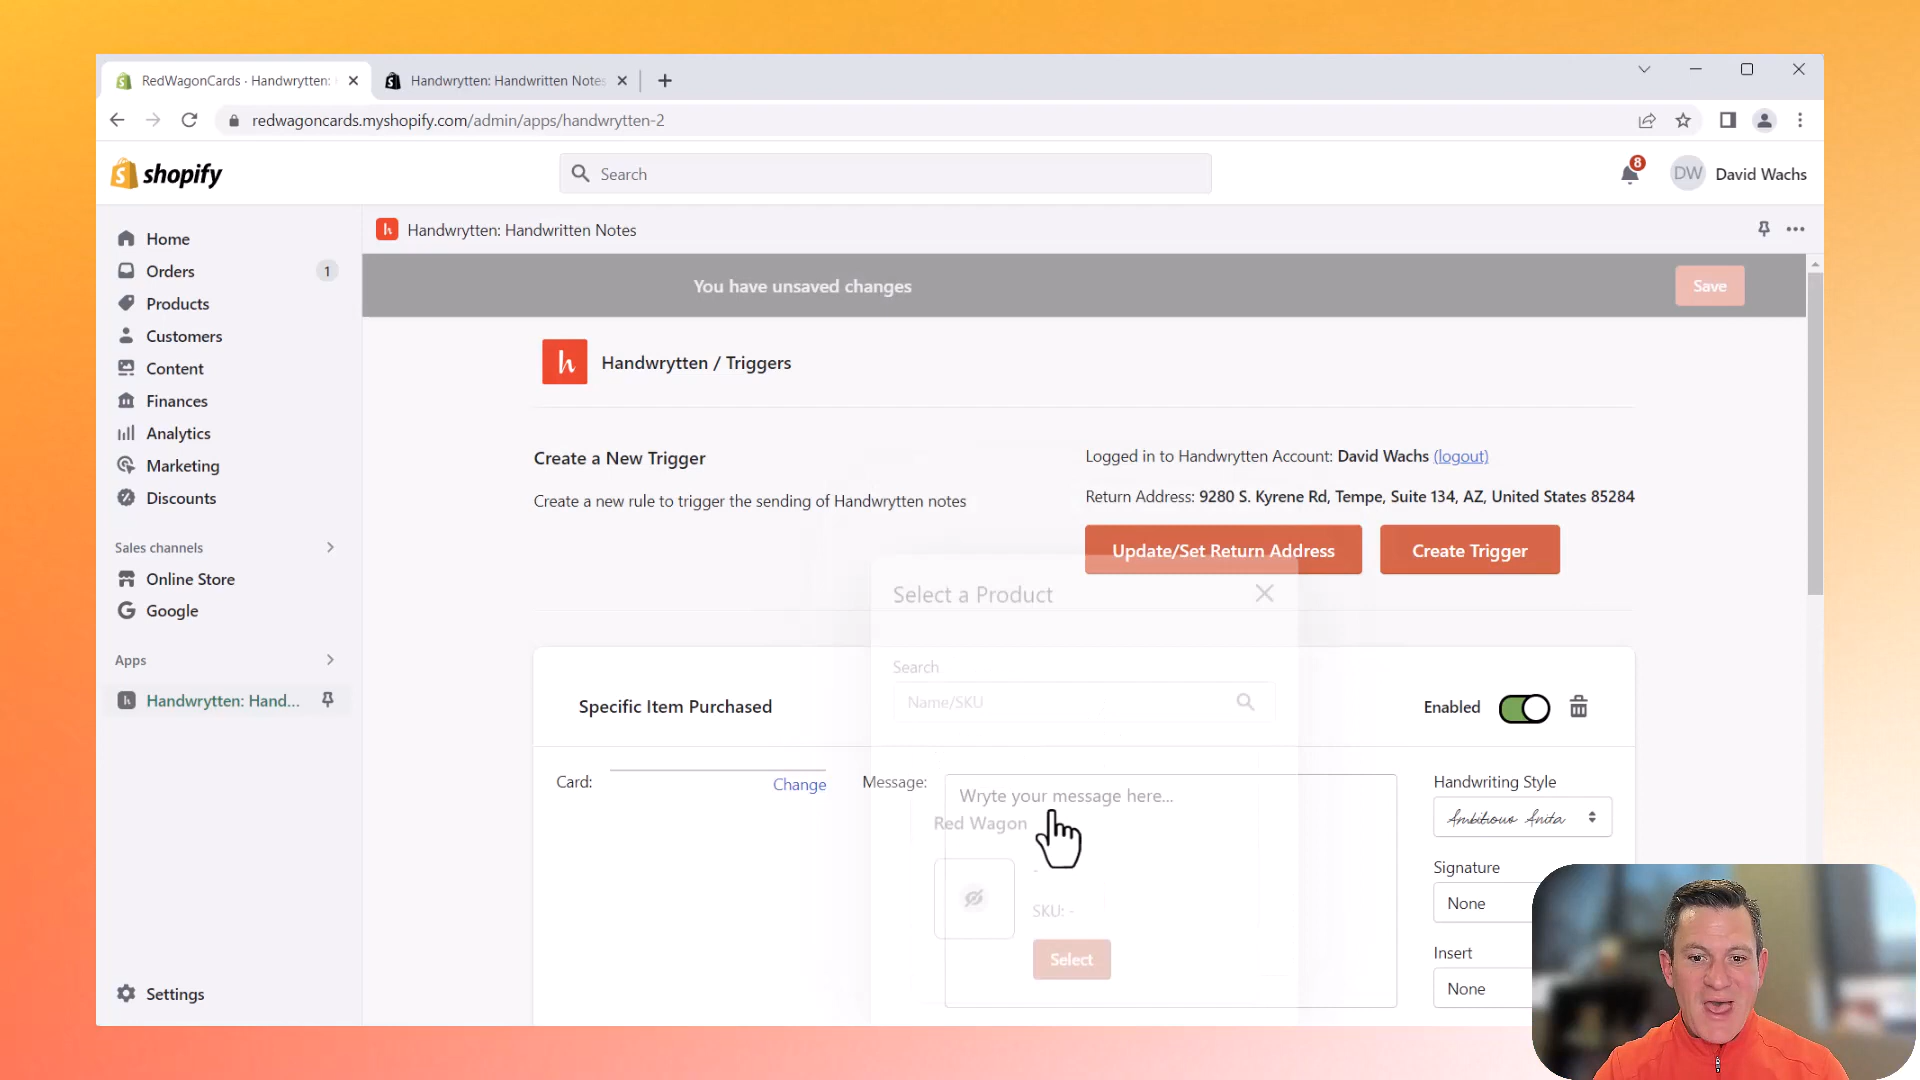 RedWagonCards · Handwrytten:
Handwrytten: Handwritten Notes
redwagoncards.myshopify.com/admin/apps/handwrytten-2
shopify
Search
8
DW
David Wachs
Home
Orders
1
Products
Customers
Content
Finances
Analytics
Marketing
Discounts
Sales channels
Online Store
Google
Apps
Handwrytten: Hand...
Settings
Handwrytten: Handwritten Notes
You have unsaved changes
Save
Handwrytten / Triggers
Create a New Trigger
Create a new rule to trigger the sending of Handwrytten notes
Logged in to Handwrytten Account: David Wachs (logout)
Return Address: 9280 S. Kyrene Rd, Tempe, Suite 134, AZ, United States 85284
Update/Set Return Address
Create Trigger
Select a Product
Search
Name/SKU
Specific Item Purchased
Enabled
Card:
Change
Message:
Wryte your message here...
Red Wagon
-
SKU: -
Select
Handwriting Style
Ambitious Anita
Signature
None
Insert
None